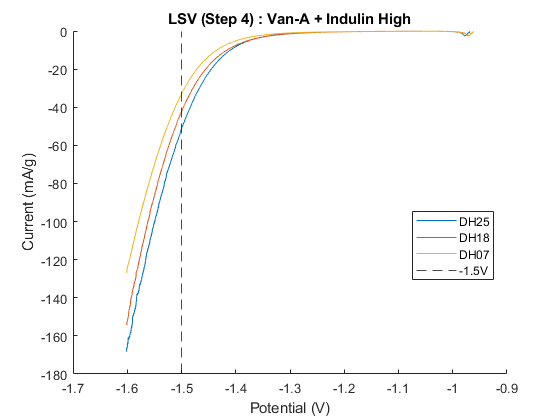 LSV (Step 4) : Van-A + Indulin High
0
-20
-40
-60
-80
-100
-120
-140
-160
-180
Current (mA/g)
DH25
DH18
DH07
-1.5V
-1.7 -1.6 -1.5 -1.4 -1.3 -1.2 -1.1 -1 -0.9
Potential (V)